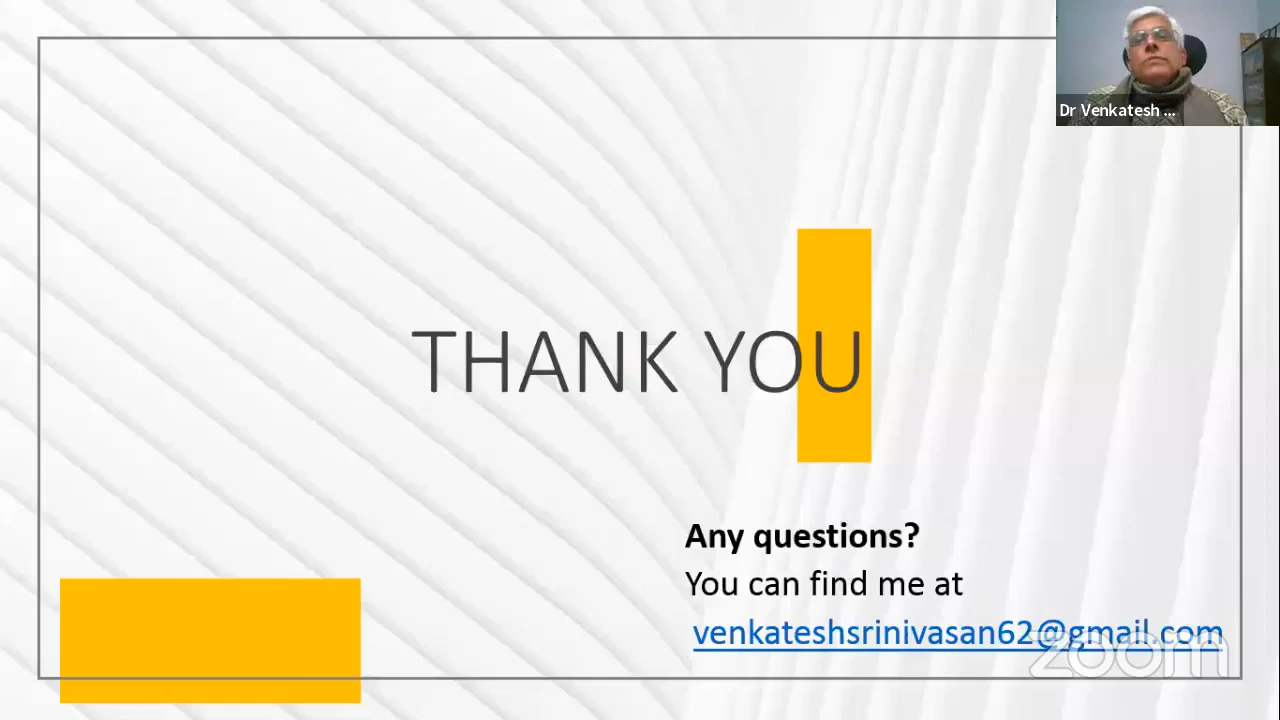 Dr Venkatesh ...
THANK YOU
Any questions?
You can find me at
venkateshsrinivasan62@gmail.com
zoom